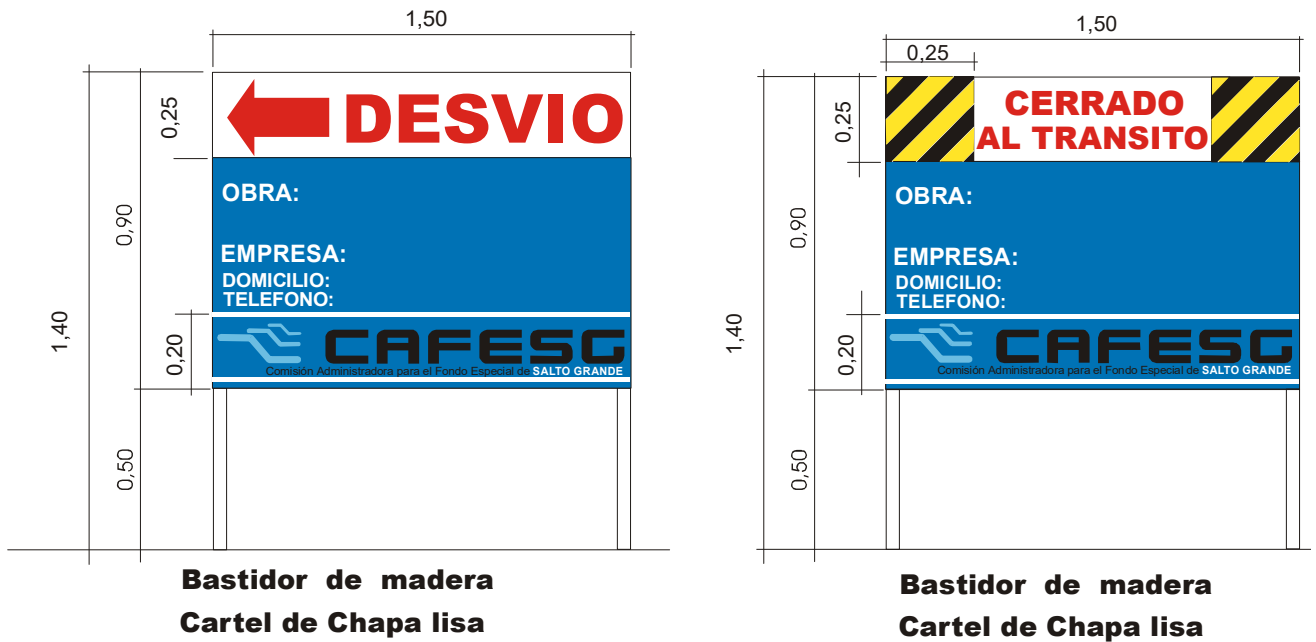 1,50
0,25
0,90
1,40
0,20
0,50
DESVIO
OBRA:
EMPRESA:
DOMICILIO:
TELEFONO:
CAFESG
Comisión Administradora para el Fondo Especial de SALTO GRANDE
Bastidor de madera
Cartel de Chapa lisa
1,50
0,25
0,25
0,90
1,40
0,20
0,50
CERRADO
AL TRANSITO
OBRA:
EMPRESA:
DOMICILIO:
TELEFONO:
CAFESG
Comisión Administradora para el Fondo Especial de SALTO GRANDE
Bastidor de madera
Cartel de Chapa lisa